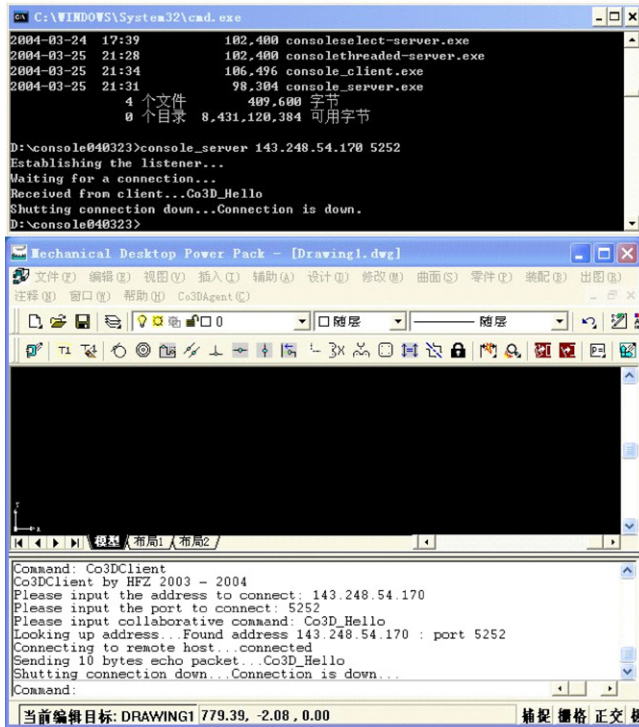 C:\WINDOWS\System32\cmd.exe
2004-03-24 17:39 102,400 consoleselect-server.exe
2004-03-25 21:28 102,400 consolethreaded-server.exe
2004-03-25 21:34 106,496 console_client.exe
2004-03-25 21:31 98,304 console_server.exe
4 个文件 409,600 字节
0 个目录 8,431,120,384 可用字节
D:\console040323>console_server 143.248.54.170 5252
Establishing the listener...
Waiting for a connection...
Received from client...Co3D_Hello
Shutting connection down...Connection is down.
D:\console040323>
Mechanical Desktop Power Pack - [Drawing1.dwg]
文件(F) 编辑(E) 视图(V) 插入(I) 辅助(A) 设计(D) 修改(M) 曲面(S) 零件(P) 装配(B) 出图(R)
注释(N) 窗口(W) 帮助(H) Co3DAgent(C)
0 随层 随层
模型 布局1 布局2
Command: Co3DClient
Co3DClient by HFZ 2003 - 2004
Please input the address to connect: 143.248.54.170
Please input the port to connect: 5252
Please input collaborative command: Co3D_Hello
Looking up address...Found address 143.248.54.170 : port 5252
Connecting to remote host...connected
Sending 10 bytes echo packet...Co3D_Hello
Shutting connection down...Connection is down...
Command:
当前编辑目标: DRAWING1 779.39, -2.08 , 0.00 捕捉 栅格 正交